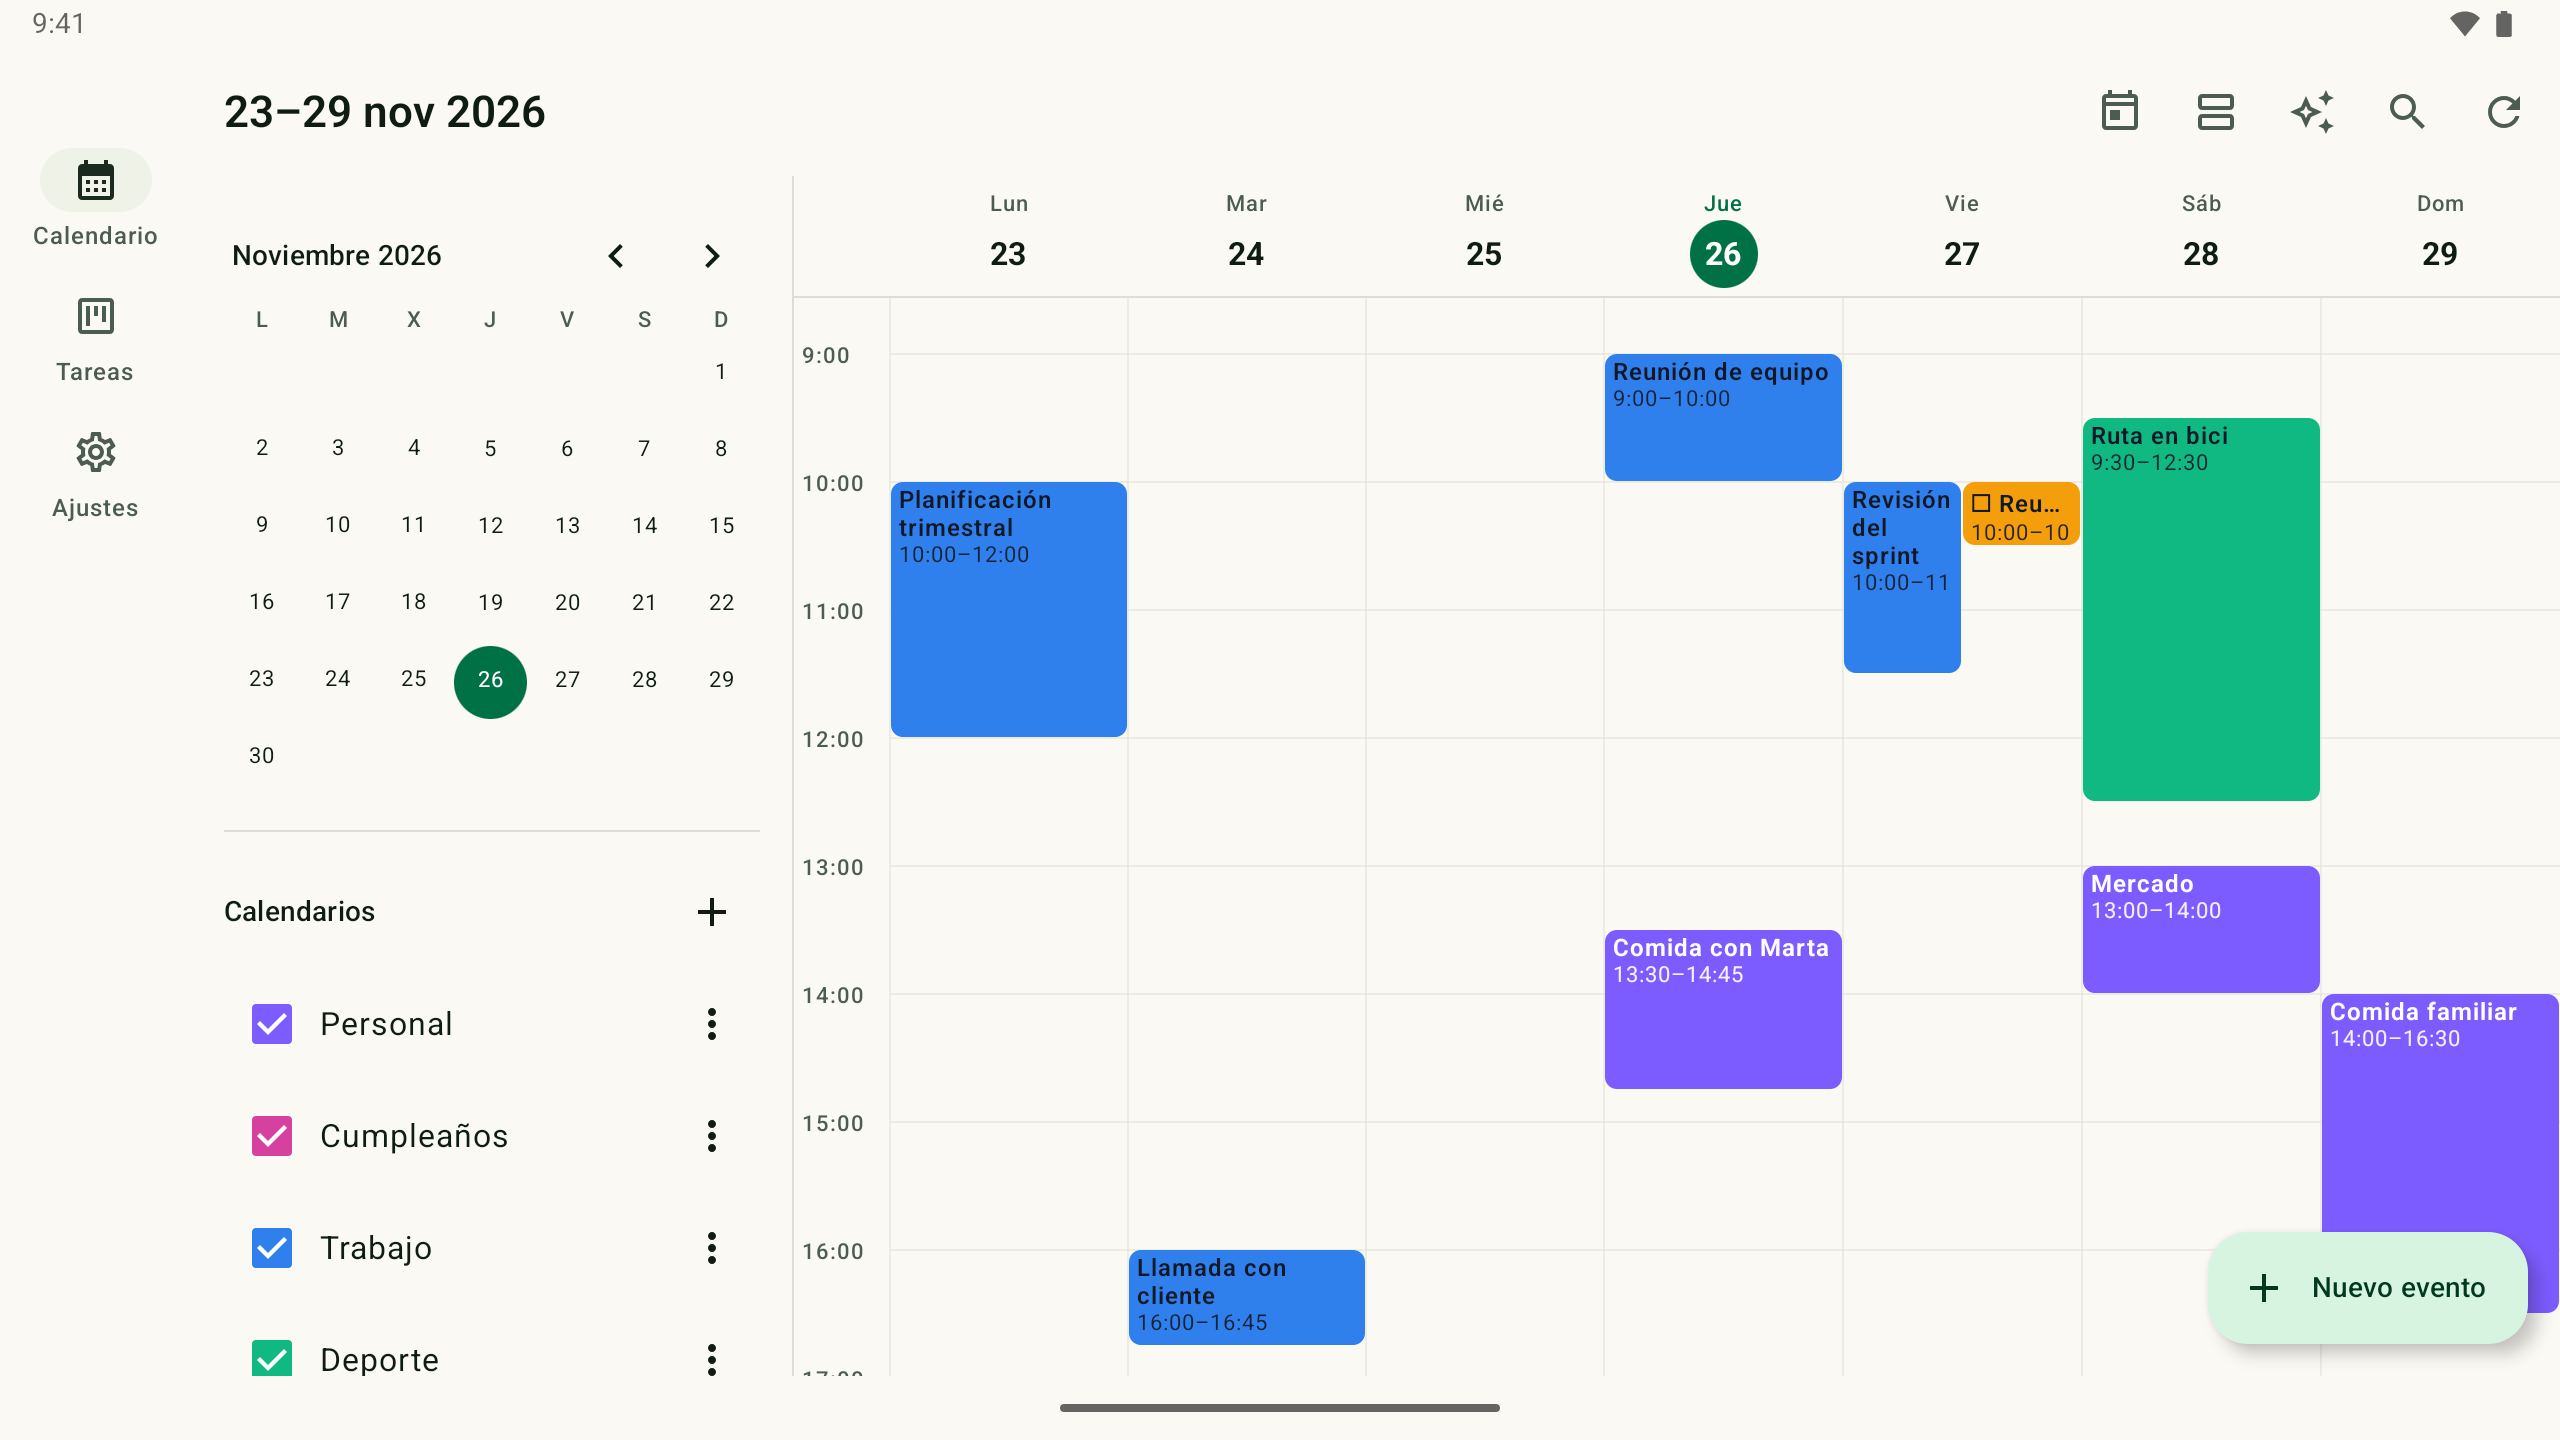 9:41
23–29 nov 2026
Calendario
Tareas
Ajustes
Noviembre 2026
L M X J V S D
1
2 3 4 5 6 7 8
9 10 11 12 13 14 15
16 17 18 19 20 21 22
23 24 25 26 27 28 29
30
Calendarios
Personal
Cumpleaños
Trabajo
Deporte
Lun Mar Mié Jue Vie Sáb Dom
23 24 25 26 27 28 29
9:00
10:00
11:00
12:00
13:00
14:00
15:00
16:00
17:00
Planificación
trimestral
10:00–12:00
Llamada con
cliente
16:00–16:45
Reunión de equipo
9:00–10:00
Comida con Marta
13:30–14:45
Revisión
del
sprint
10:00–11
☐ Reu…
10:00–10
Ruta en bici
9:30–12:30
Mercado
13:00–14:00
Comida familiar
14:00–16:30
Nuevo evento